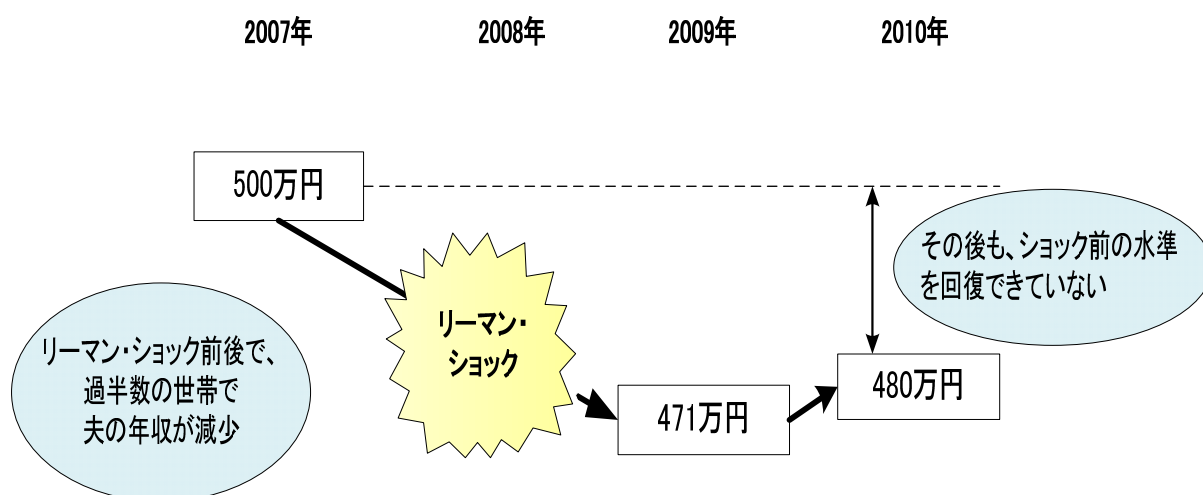 2007年 2008年 2009年 2010年
500万円
その後も、ショック前の水準
を回復できていない
リーマン・
ショック
リーマン・ショック前後で、
過半数の世帯で
夫の年収が減少
480万円
471万円